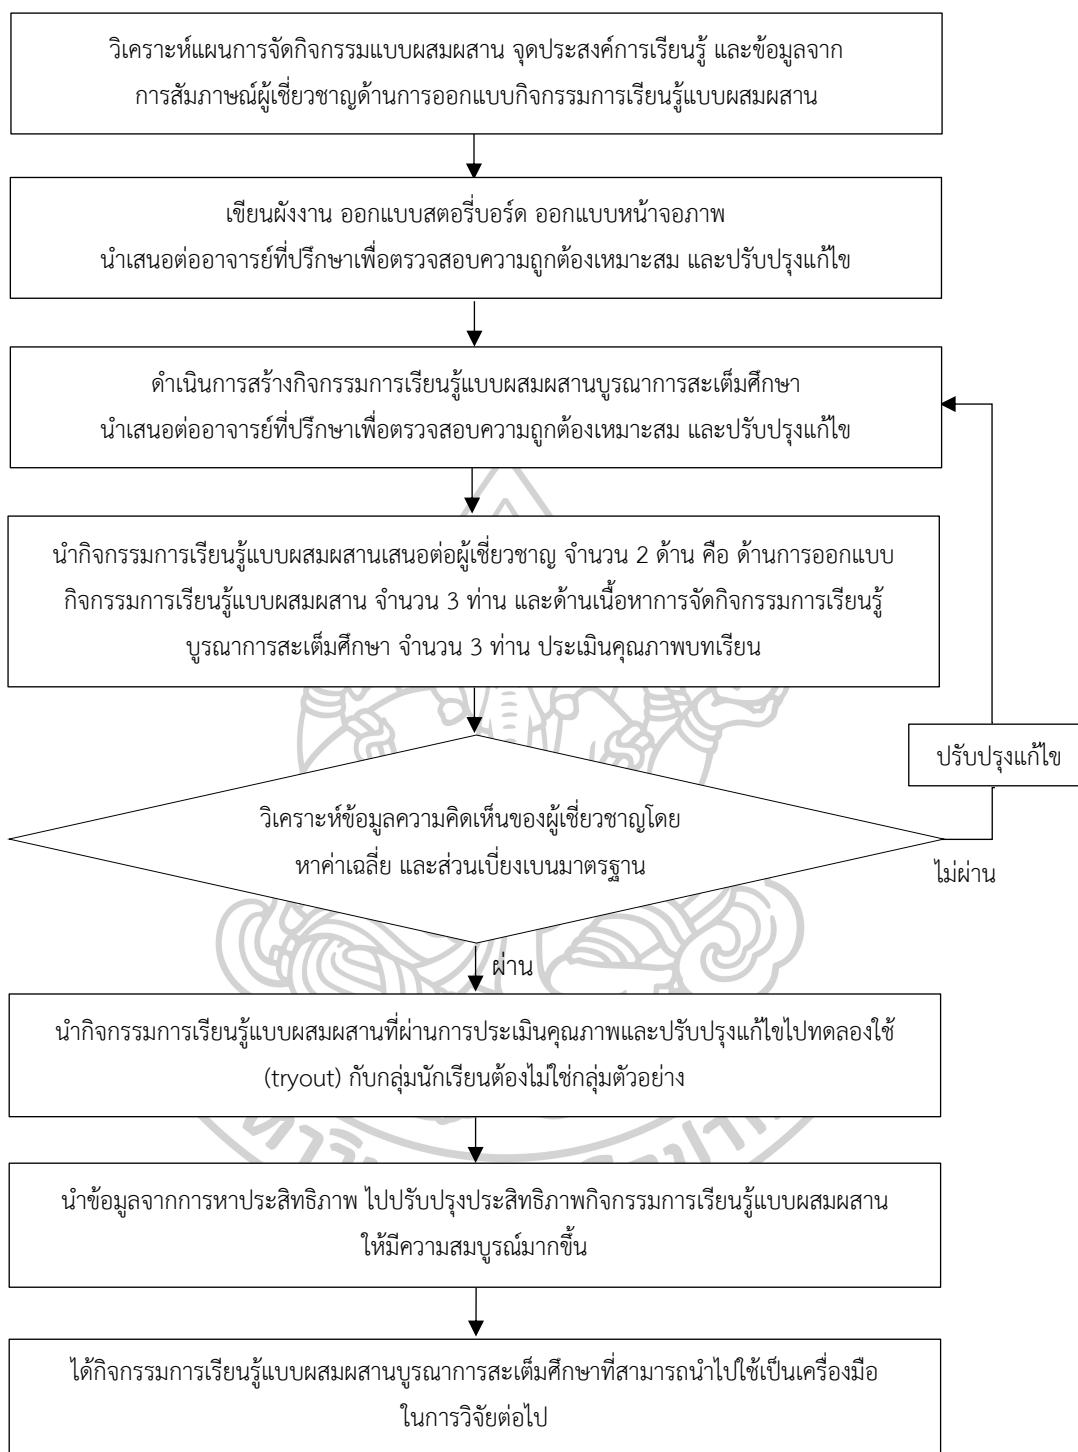 วิเคราะห์แผนการจัดกิจกรรมแบบผสมผสาน จุดประสงค์การเรียนรู้ และข้อมูลจาก
การสัมภาษณ์ผู้เชี่ยวชาญด้านการออกแบบกิจกรรมการเรียนรู้แบบผสมผสาน
เขียนผังงาน ออกแบบสตอรี่บอร์ด ออกแบบหน้าจอภาพ
นำเสนอต่ออาจารย์ที่ปรึกษาเพื่อตรวจสอบความถูกต้องเหมาะสม และปรับปรุงแก้ไข
ดำเนินการสร้างกิจกรรมการเรียนรู้แบบผสมผสานบูรณาการสะเต็มศึกษา
นำเสนอต่ออาจารย์ที่ปรึกษาเพื่อตรวจสอบความถูกต้องเหมาะสม และปรับปรุงแก้ไข
นำกิจกรรมการเรียนรู้แบบผสมผสานเสนอต่อผู้เชี่ยวชาญ จำนวน 2 ด้าน คือ ด้านการออกแบบ
กิจกรรมการเรียนรู้แบบผสมผสาน จำนวน 3 ท่าน และด้านเนื้อหาการจัดกิจกรรมการเรียนรู้
บูรณาการสะเต็มศึกษา จำนวน 3 ท่าน ประเมินคุณภาพบทเรียน
ปรับปรุงแก้ไข
วิเคราะห์ข้อมูลความคิดเห็นของผู้เชี่ยวชาญโดย
หาค่าเฉลี่ย และส่วนเบี่ยงเบนมาตรฐาน
ไม่ผ่าน
ผ่าน
นำกิจกรรมการเรียนรู้แบบผสมผสานที่ผ่านการประเมินคุณภาพและปรับปรุงแก้ไขไปทดลองใช้
(tryout) กับกลุ่มนักเรียนต้องไม่ใช่กลุ่มตัวอย่าง
นำข้อมูลจากการหาประสิทธิภาพ ไปปรับปรุงประสิทธิภาพกิจกรรมการเรียนรู้แบบผสมผสาน
ให้มีความสมบูรณ์มากขึ้น
ได้กิจกรรมการเรียนรู้แบบผสมผสานบูรณาการสะเต็มศึกษาที่สามารถนำไปใช้เป็นเครื่องมือ
ในการวิจัยต่อไป